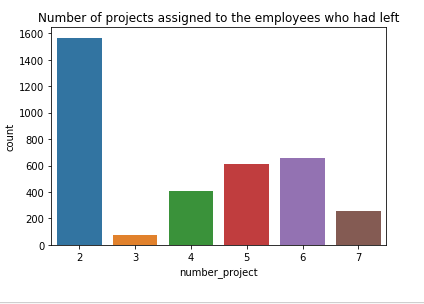 Number of projects assigned to the employees who had left
1600
1400
1200
1000
800
600
400
200
0
count
2 3 4 5 6 7
number_project